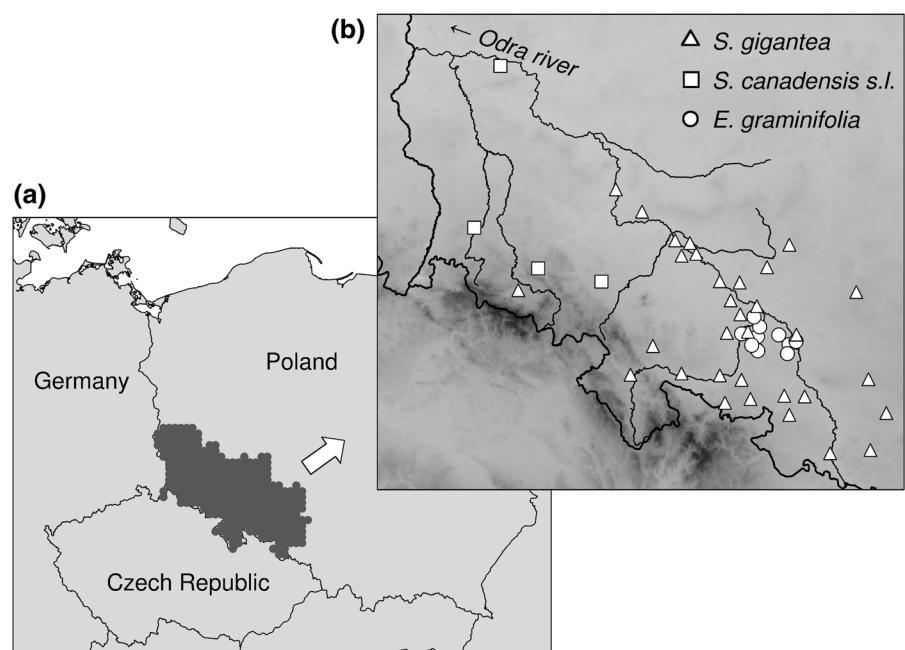 (b)
← Odra river
S. gigantea
S. canadensis s.l.
E. graminifolia
(a)
Germany
Poland
Czech Republic